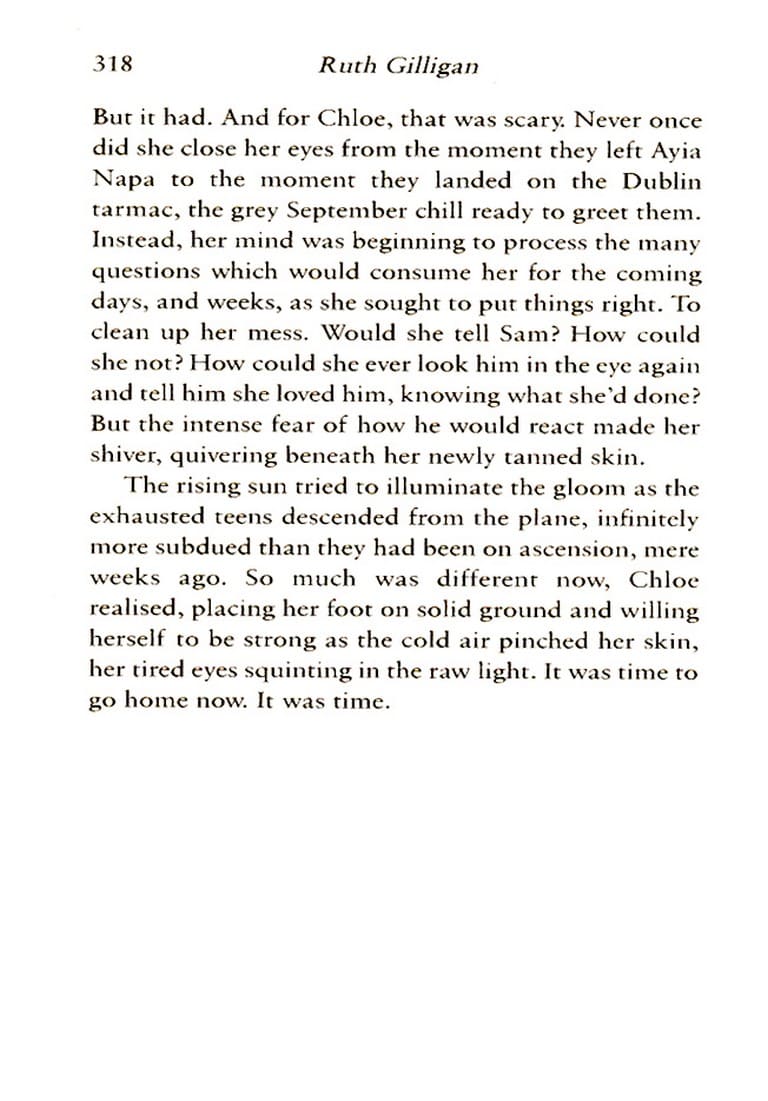 318 Ruth Gilligan
But it had. And for Chloe, that was scary. Never once
did she close her eyes from the moment they left Ayia
Napa to the moment they landed on the Dublin
tarmac, the grey September chill ready to greet them.
Instead, her mind was beginning to process the many
questions which would consume her for the coming
days, and weeks, as she sought to put things right. To
clean up her mess. Would she tell Sam? How could
she not? How could she ever look him in the eye again
and tell him she loved him, knowing what she'd done?
But the intense fear of how he would react made her
shiver, quivering beneath her newly tanned skin.
The rising sun tried to illuminate the gloom as the
exhausted teens descended from the plane, infinitely
more subdued than they had been on ascension, mere
weeks ago. So much was different now, Chloe
realised, placing her foot on solid ground and willing
herself to be strong as the cold air pinched her skin,
her tired eyes squinting in the raw light. It was time to
go home now. It was time.